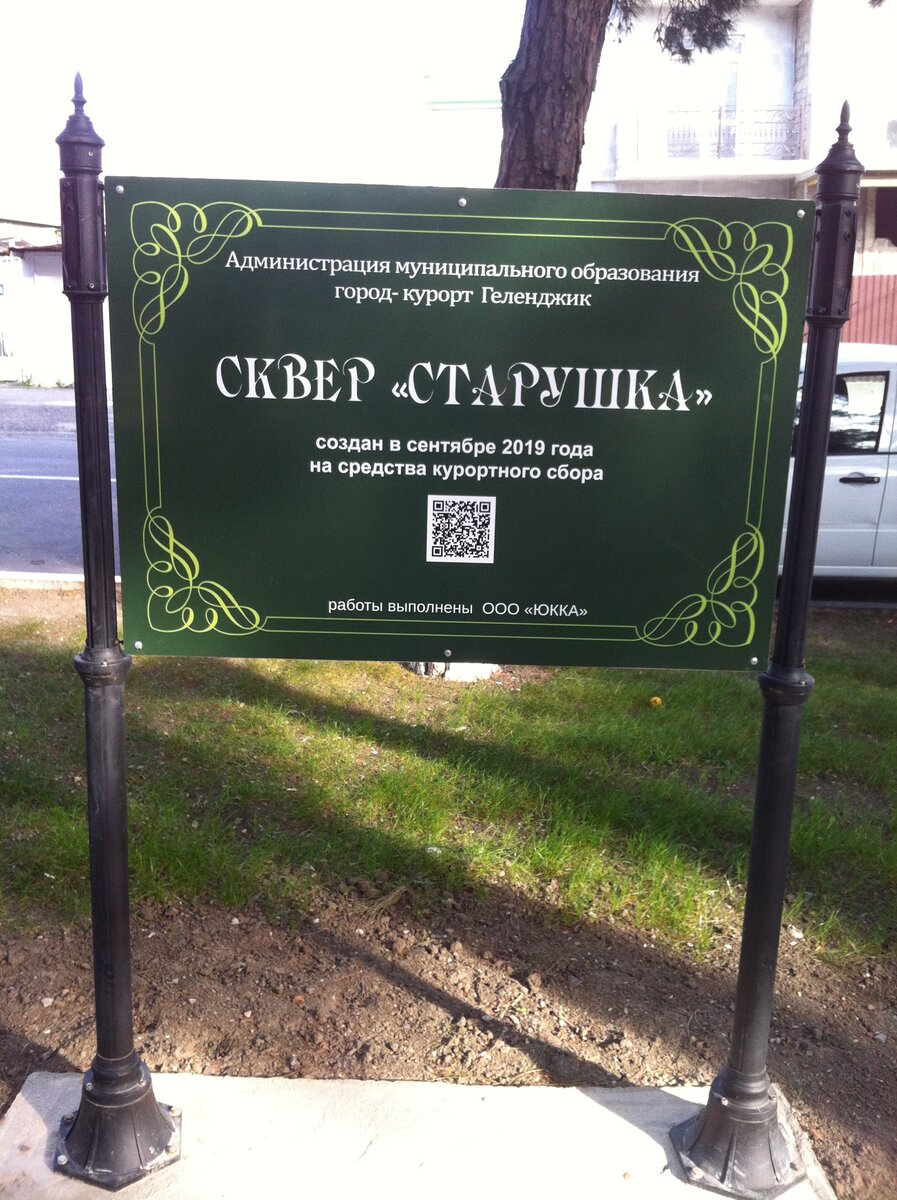 Администрация муниципального образования
город- курорт Геленджик
СКВЕР «СТАРУШКА»
создан в сентябре 2019 года
на средства курортного сбора
работы выполнены ООО «ЮККА»